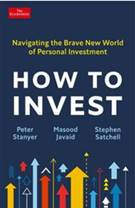 The
Economist
Navigating the Brave New World
of Personal Investment
HOW TO
INVEST
Peter Masood Stephen
Stanyer Javaid Satchell